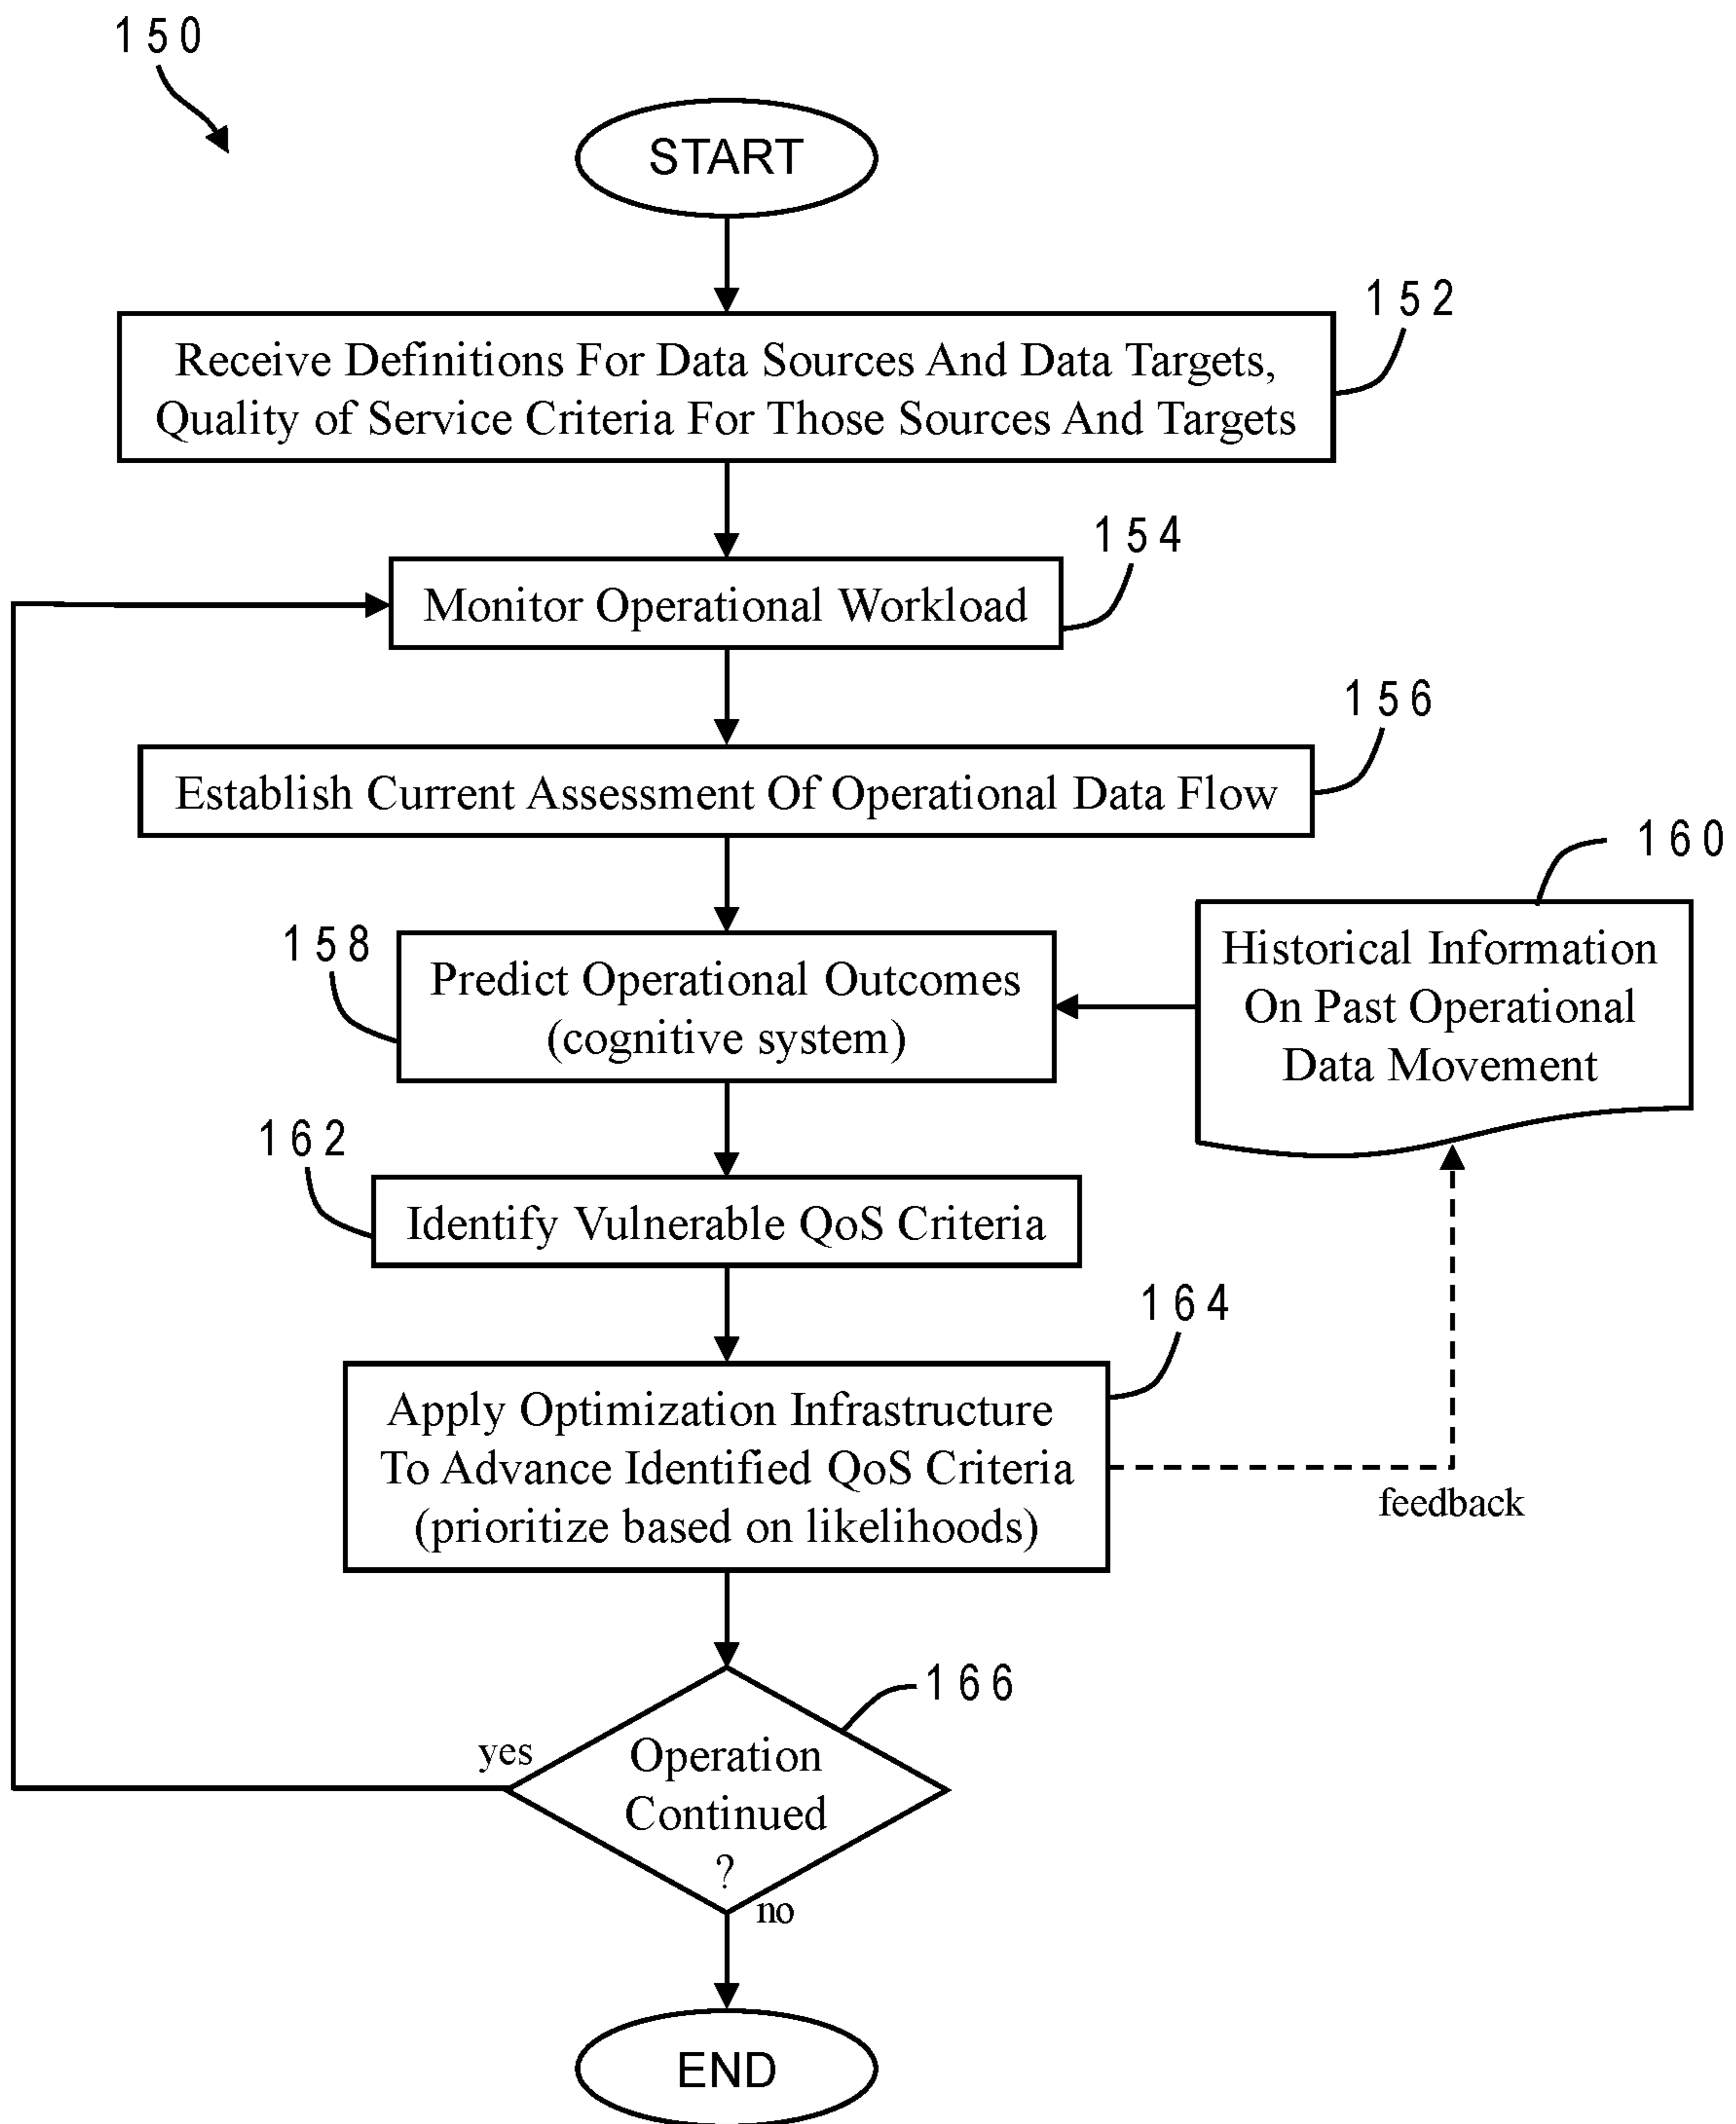 150
START
152
Receive Definitions For Data Sources And Data Targets,
Quality of Service Criteria For Those Sources And Targets
154
Monitor Operational Workload
156
Establish Current Assessment Of Operational Data Flow
160
158
Predict Operational Outcomes
(cognitive system)
Historical Information
On Past Operational
Data Movement
162
Identify Vulnerable QoS Criteria
164
Apply Optimization Infrastructure
To Advance Identified QoS Criteria
(prioritize based on likelihoods)
feedback
166
yes
Operation
Continued
?
no
END